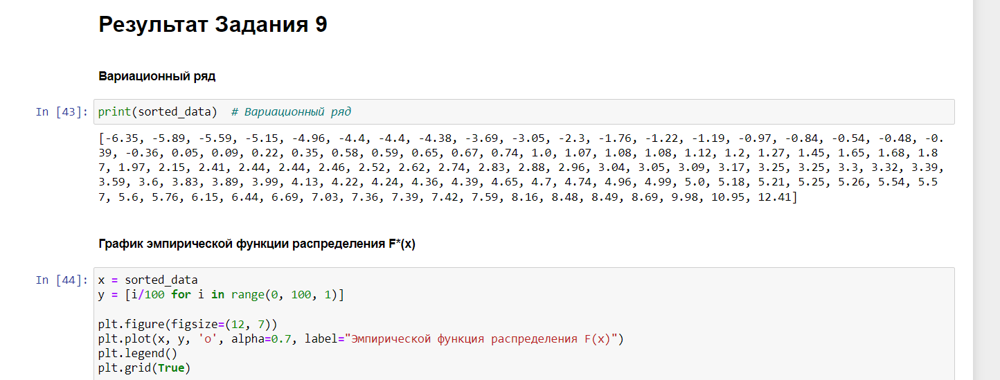 Результат Задания 9
Вариационный ряд
In [43]: print(sorted_data)  # Вариационный ряд
[-6.35, -5.89, -5.59, -5.15, -4.96, -4.4, -4.4, -4.38, -3.69, -3.05, -2.3, -1.76, -1.22, -1.19, -0.97, -0.84, -0.54, -0.48, -0.
39, -0.36, 0.05, 0.09, 0.22, 0.35, 0.58, 0.59, 0.65, 0.67, 0.74, 1.0, 1.07, 1.08, 1.08, 1.12, 1.2, 1.27, 1.45, 1.65, 1.68, 1.8
7, 1.97, 2.15, 2.41, 2.44, 2.44, 2.46, 2.52, 2.62, 2.74, 2.83, 2.88, 2.96, 3.04, 3.05, 3.09, 3.17, 3.25, 3.25, 3.3, 3.32, 3.39,
3.59, 3.6, 3.83, 3.89, 3.99, 4.13, 4.22, 4.24, 4.36, 4.39, 4.65, 4.7, 4.74, 4.96, 4.99, 5.0, 5.18, 5.21, 5.25, 5.26, 5.54, 5.5
7, 5.6, 5.76, 6.15, 6.44, 6.69, 7.03, 7.36, 7.39, 7.42, 7.59, 8.16, 8.48, 8.49, 8.69, 9.98, 10.95, 12.41]
График эмпирической функции распределения F*(x)
In [44]: x = sorted_data
y = [i/100 for i in range(0, 100, 1)]
plt.figure(figsize=(12, 7))
plt.plot(x, y, 'o', alpha=0.7, label="Эмпирической функция распределения F(x)")
plt.legend()
plt.grid(True)